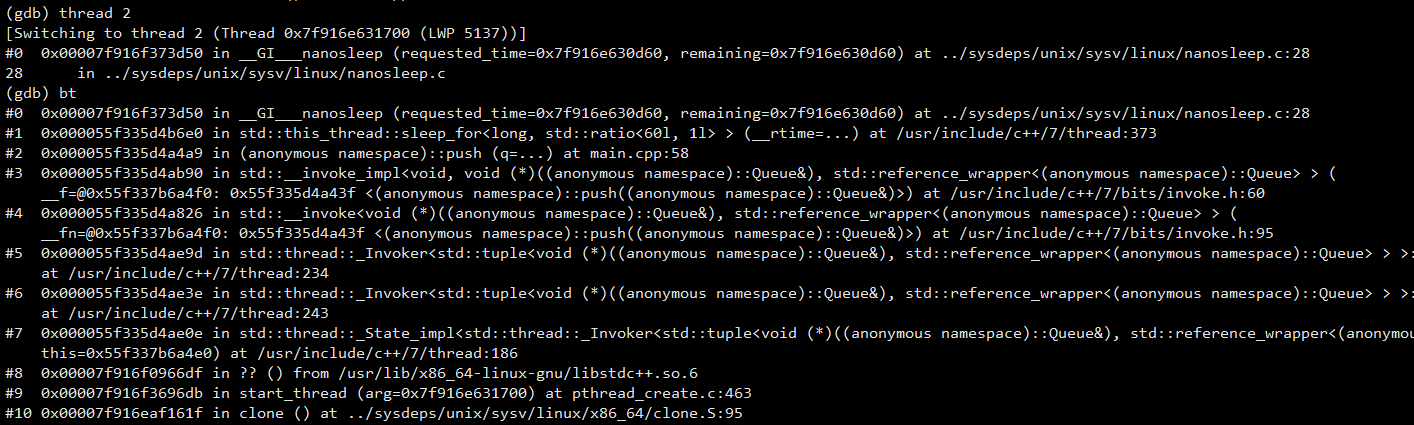 (gdb) thread 2
[Switching to thread 2 (Thread 0x7f916e631700 (LWP 5137))]
#0  0x00007f916f373d50 in __GI___nanosleep (requested_time=0x7f916e630d60, remaining=0x7f916e630d60) at ../sysdeps/unix/sysv/linux/nanosleep.c:28
28      in ../sysdeps/unix/sysv/linux/nanosleep.c
(gdb) bt
#0  0x00007f916f373d50 in __GI___nanosleep (requested_time=0x7f916e630d60, remaining=0x7f916e630d60) at ../sysdeps/unix/sysv/linux/nanosleep.c:28
#1  0x000055f335d4b6e0 in std::this_thread::sleep_for<long, std::ratio<60l, 1l> > (__rtime=...) at /usr/include/c++/7/thread:373
#2  0x000055f335d4a4a9 in (anonymous namespace)::push (q=...) at main.cpp:58
#3  0x000055f335d4ab90 in std::__invoke_impl<void, void (*)((anonymous namespace)::Queue&), std::reference_wrapper<(anonymous namespace)::Queue> > (
    __f=@0x55f337b6a4f0: 0x55f335d4a43f <(anonymous namespace)::push((anonymous namespace)::Queue&)>) at /usr/include/c++/7/bits/invoke.h:60
#4  0x000055f335d4a826 in std::__invoke<void (*)((anonymous namespace)::Queue&), std::reference_wrapper<(anonymous namespace)::Queue> > (
    __fn=@0x55f337b6a4f0: 0x55f335d4a43f <(anonymous namespace)::push((anonymous namespace)::Queue&)>) at /usr/include/c++/7/bits/invoke.h:95
#5  0x000055f335d4ae9d in std::thread::_Invoker<std::tuple<void (*)((anonymous namespace)::Queue&), std::reference_wrapper<(anonymous namespace)::Queue> > >:
    at /usr/include/c++/7/thread:234
#6  0x000055f335d4ae3e in std::thread::_Invoker<std::tuple<void (*)((anonymous namespace)::Queue&), std::reference_wrapper<(anonymous namespace)::Queue> > >:
    at /usr/include/c++/7/thread:243
#7  0x000055f335d4ae0e in std::thread::_State_impl<std::thread::_Invoker<std::tuple<void (*)((anonymous namespace)::Queue&), std::reference_wrapper<(anonymou
    this=0x55f337b6a4e0) at /usr/include/c++/7/thread:186
#8  0x00007f916f0966df in ?? () from /usr/lib/x86_64-linux-gnu/libstdc++.so.6
#9  0x00007f916f3696db in start_thread (arg=0x7f916e631700) at pthread_create.c:463
#10 0x00007f916eaf161f in clone () at ../sysdeps/unix/sysv/linux/x86_64/clone.S:95